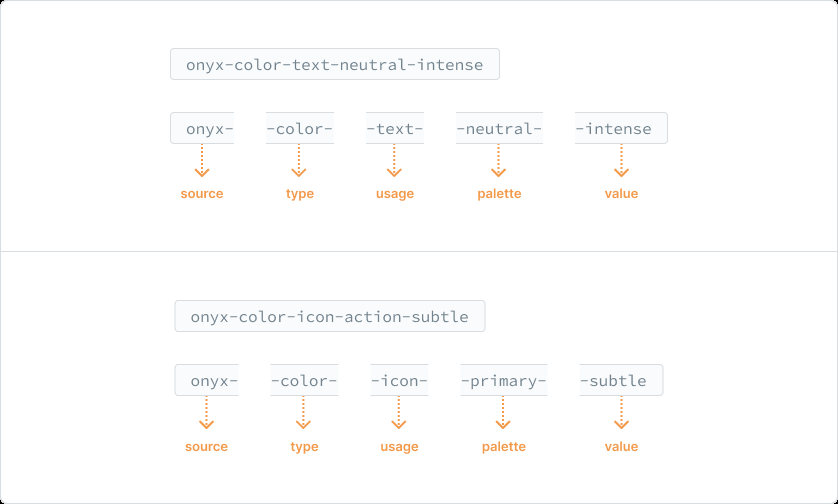 onyx-color-text-neutral-intense
onyx- -color- -text- -neutral- -intense
source type usage palette value
onyx-color-icon-action-subtle
onyx- -color- -icon- -primary- -subtle
source type usage palette value